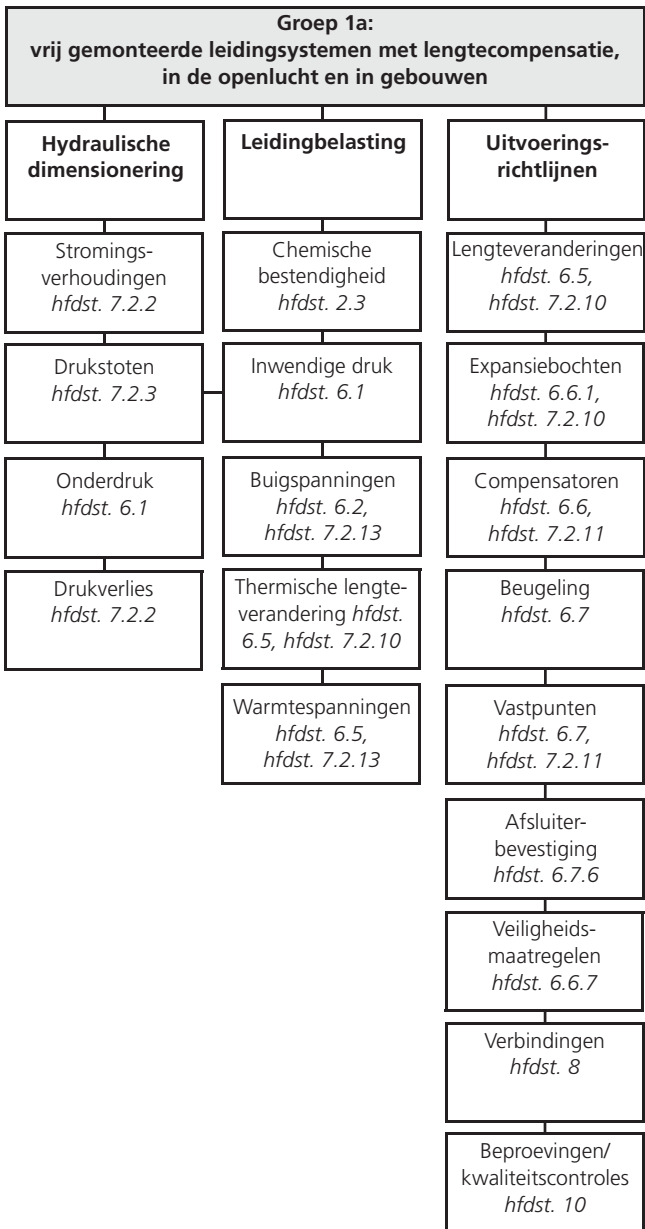 Groep 1a:
vrij gemonteerde leidingsystemen met lengtecompensatie,
in de openlucht en in gebouwen
Hydraulische
dimensionering
Stromings-
verhoudingen
hfdst. 7.2.2
Drukstoten
hfdst. 7.2.3
Onderdruk
hfdst. 6.1
Drukverlies
hfdst. 7.2.2
Leidingbelasting
Chemische
bestendigheid
hfdst. 2.3
Inwendige druk
hfdst. 6.1
Buigspanningen
hfdst. 6.2,
hfdst. 7.2.13
Thermische lengte-
verandering hfdst.
6.5, hfdst. 7.2.10
Warmtespanningen
hfdst. 6.5,
hfdst. 7.2.13
Uitvoerings-
richtlijnen
Lengteveranderingen
hfdst. 6.5,
hfdst. 7.2.10
Expansiebochten
hfdst. 6.6.1,
hfdst. 7.2.10
Compensatoren
hfdst. 6.6,
hfdst. 7.2.11
Beugeling
hfdst. 6.7
Vastpunten
hfdst. 6.7,
hfdst. 7.2.11
Afsluiter-
bevestiging
hfdst. 6.7.6
Veiligheids-
maatregelen
hfdst. 6.6.7
Verbindingen
hfdst. 8
Beproevingen/
kwaliteitscontroles
hfdst. 10